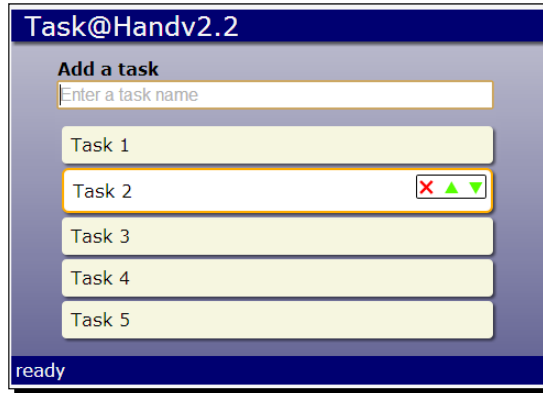 Task@Handv2.2
Add a task
Enter a task name
Task 1
Task 2
Task 3
Task 4
Task 5
ready